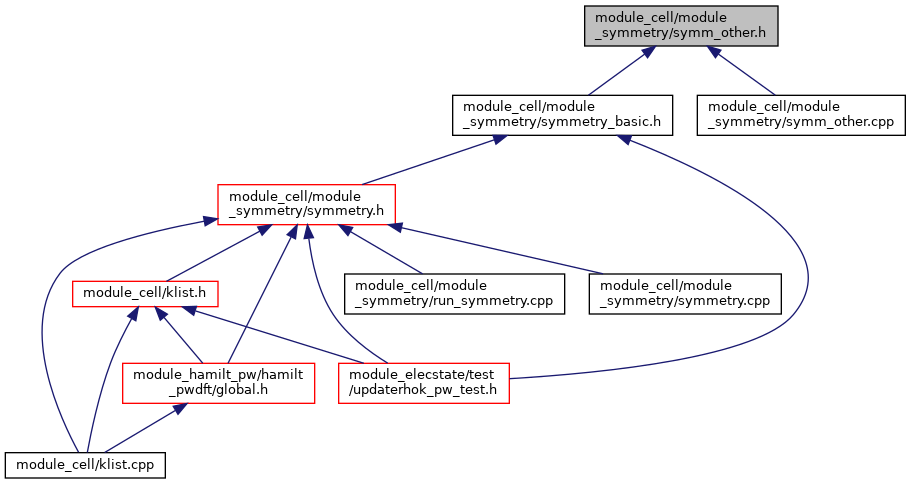 module_cell/module
_symmetry/symm_other.h
module_cell/module
_symmetry/symmetry_basic.h
module_cell/module
_symmetry/symm_other.cpp
module_cell/module
_symmetry/symmetry.h
module_cell/klist.h
module_cell/module
_symmetry/run_symmetry.cpp
module_cell/module
_symmetry/symmetry.cpp
module_hamilt_pw/hamilt
_pwdft/global.h
module_elecstate/test
/updaterhok_pw_test.h
module_cell/klist.cpp